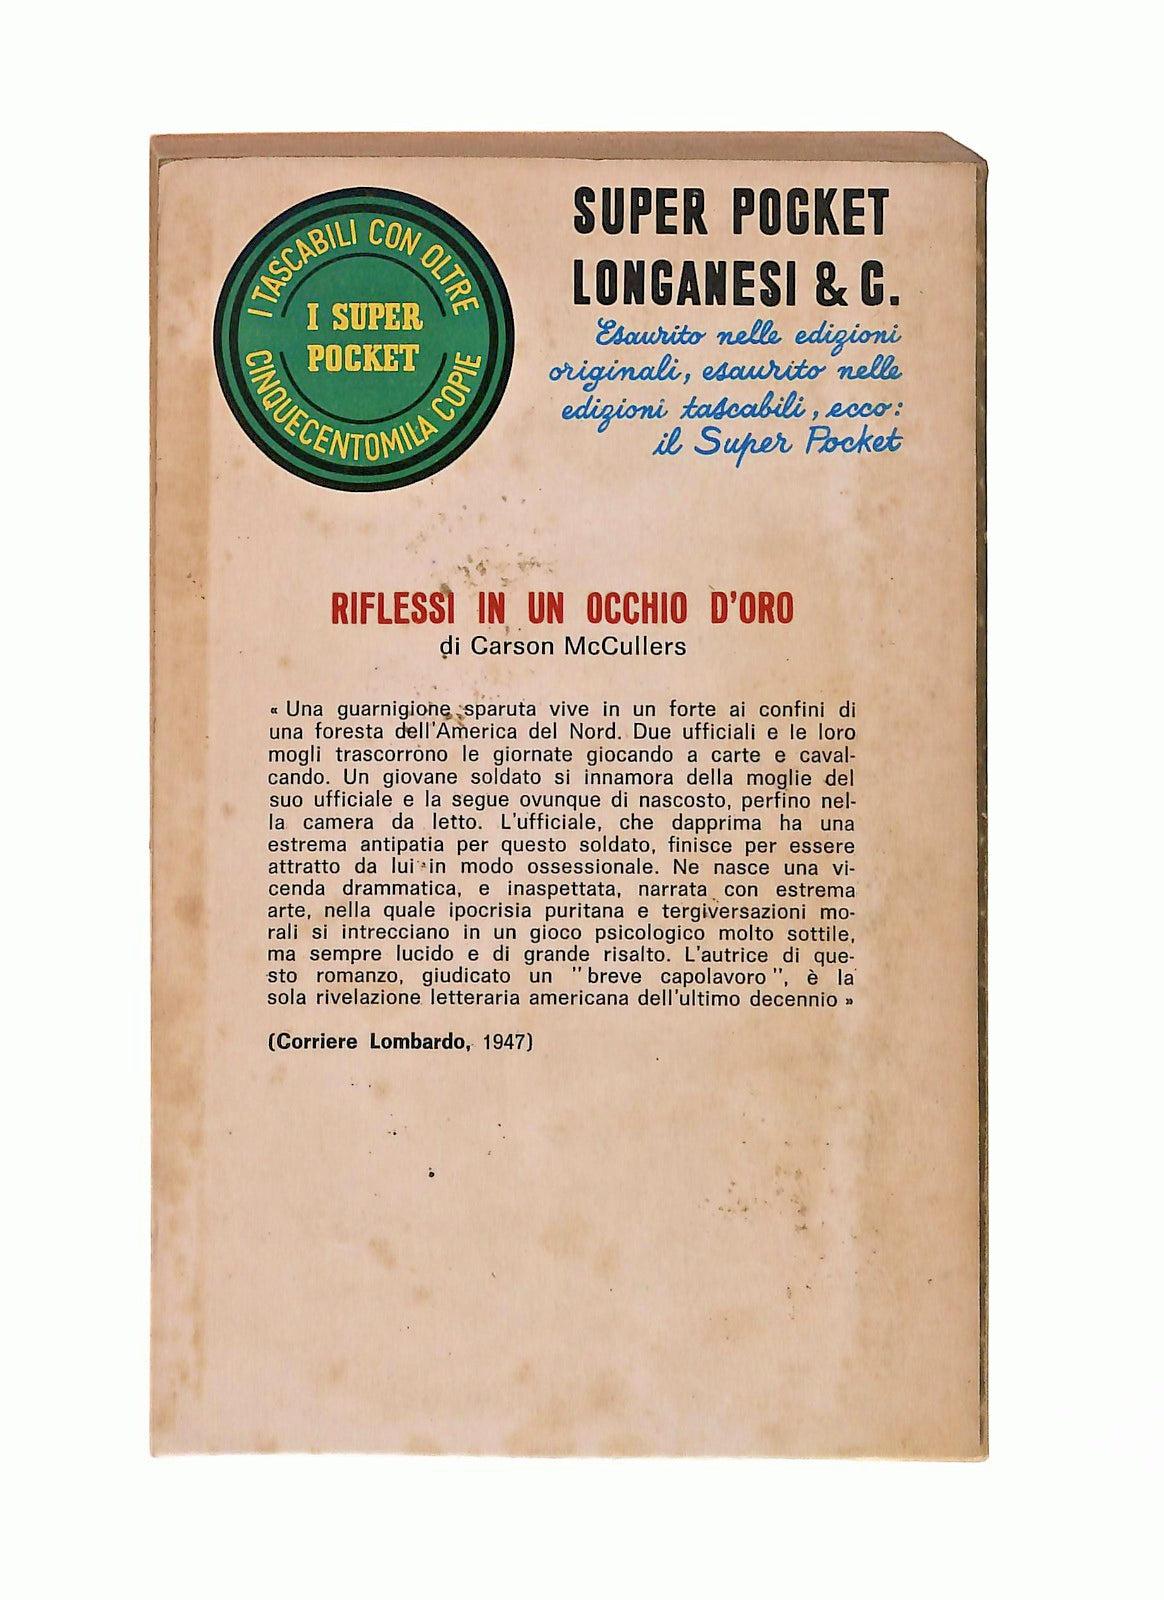 I TASCABILI CON OLTRE
I SUPER
POCKET
CINQUECENTOMILA COPIE
SUPER POCKET
LONGANESI & C.
Esaurito nelle edizioni
originali, esaurito nelle
edizioni tascabili, ecco:
il Super Pocket
RIFLESSI IN UN OCCHIO D'ORO
di Carson McCullers
« Una guarnigione sparuta vive in un forte ai confini di
una foresta dell'America del Nord. Due ufficiali e le loro
mogli trascorrono le giornate giocando a carte e caval-
cando. Un giovane soldato si innamora della moglie del
suo ufficiale e la segue ovunque di nascosto, perfino nel-
la camera da letto. L'ufficiale, che dapprima ha una
estrema antipatia per questo soldato, finisce per essere
attratto da lui in modo ossessionale. Ne nasce una vi-
cenda drammatica, e inaspettata, narrata con estrema
arte, nella quale ipocrisia puritana e tergiversazioni mo-
rali si intrecciano in un gioco psicologico molto sottile,
ma sempre lucido e di grande risalto. L'autrice di que-
sto romanzo, giudicato un "breve capolavoro", è la
sola rivelazione letteraria americana dell'ultimo decennio »
(Corriere Lombardo, 1947)